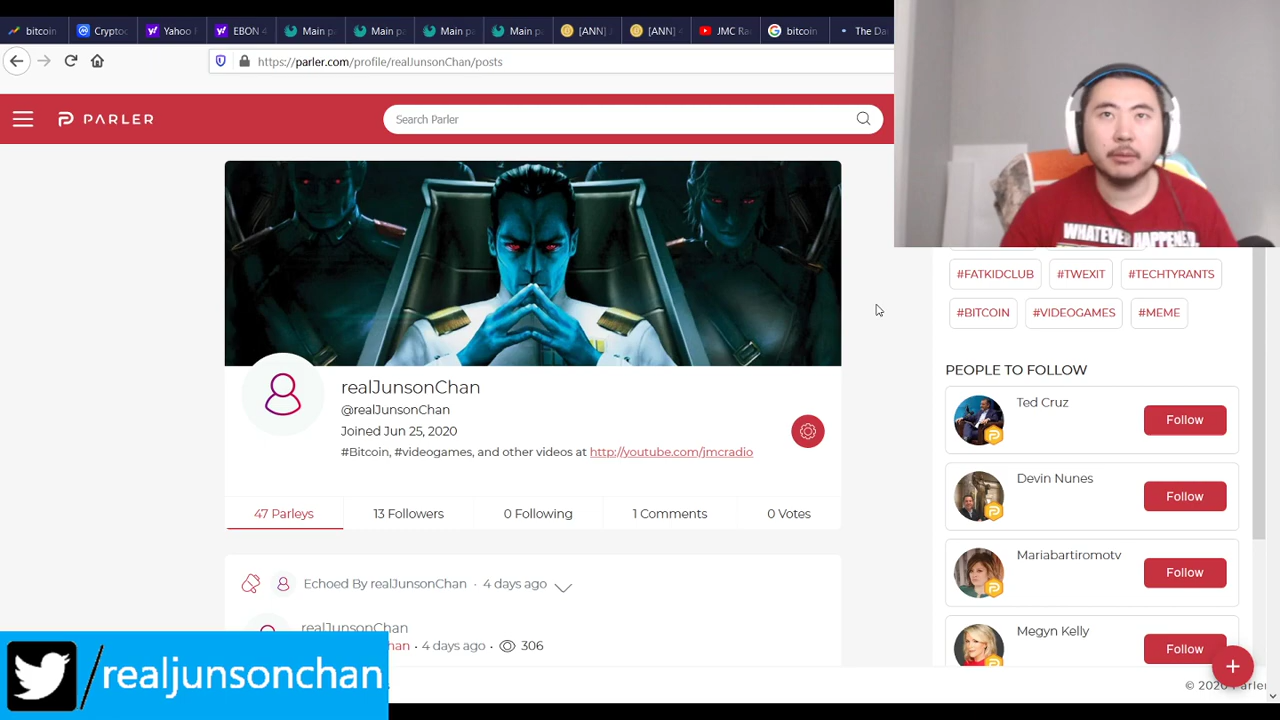 bitcoin
Cryptoc
Yahoo
EBON
Main p
Main p
Main p
Main p
[ANN]
[ANN]
JMC Ra
bitcoin
The Da
https://parler.com/profile/realJunsonChan/posts
PARLER
Search Parler
WHATEVER HAPPENED,
#FATKIDCLUB
#TWEXIT
#TECHTYRANTS
#BITCOIN
#VIDEOGAMES
#MEME
realJunsonChan
@realJunsonChan
Joined Jun 25, 2020
#Bitcoin, #videogames, and other videos at http://youtube.com/jmcradio
47 Parleys
13 Followers
0 Following
1 Comments
0 Votes
PEOPLE TO FOLLOW
Ted Cruz
Follow
Devin Nunes
Follow
Mariabartiromotv
Follow
Megyn Kelly
Follow
Echoed By realJunsonChan · 4 days ago
realJunsonChan
han · 4 days ago · 306
/realjunsonchan
© 2020 Parler